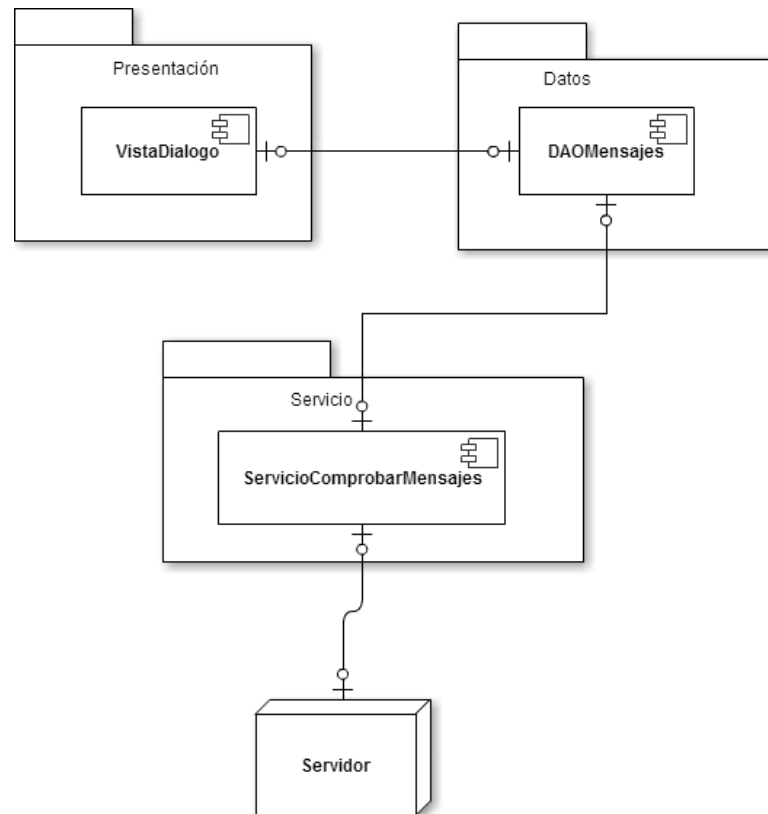 Presentación
VistaDialogo
Datos
DAOMensajes
Servicio
ServicioComprobarMensajes
Servidor